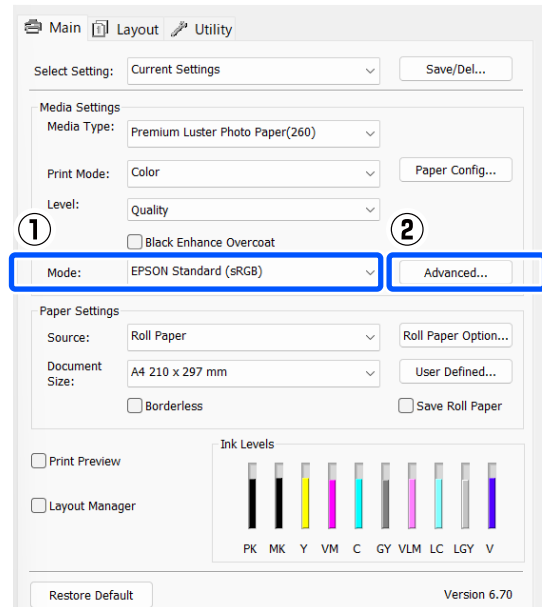 Main Layout Utility
Select Setting: Current Settings Save/Del...
Media Settings
Media Type: Premium Luster Photo Paper(260)
Print Mode: Color Paper Config...
Level: Quality
① ②
Black Enhance Overcoat
Mode: EPSON Standard (sRGB) Advanced...
Paper Settings
Source: Roll Paper Roll Paper Option...
Document
Size: A4 210 x 297 mm User Defined...
Borderless Save Roll Paper
Ink Levels
Print Preview
Layout Manager
PK MK Y VM C GY VLM LC LGY V
Restore Default Version 6.70